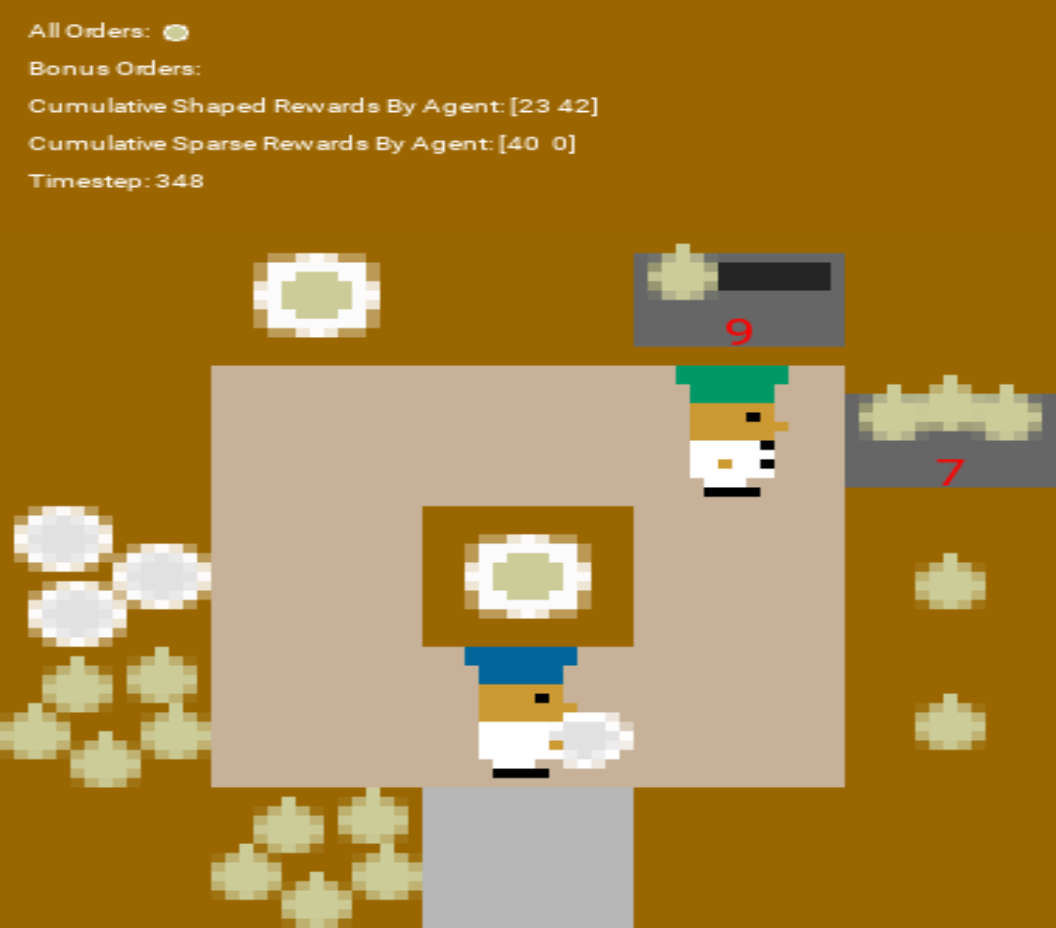 All Orders:
Bonus Orders:
Cumulative Shaped Rewards By Agent: [23 42]
Cumulative Sparse Rewards By Agent: [40  0]
Timestep: 348
9
7